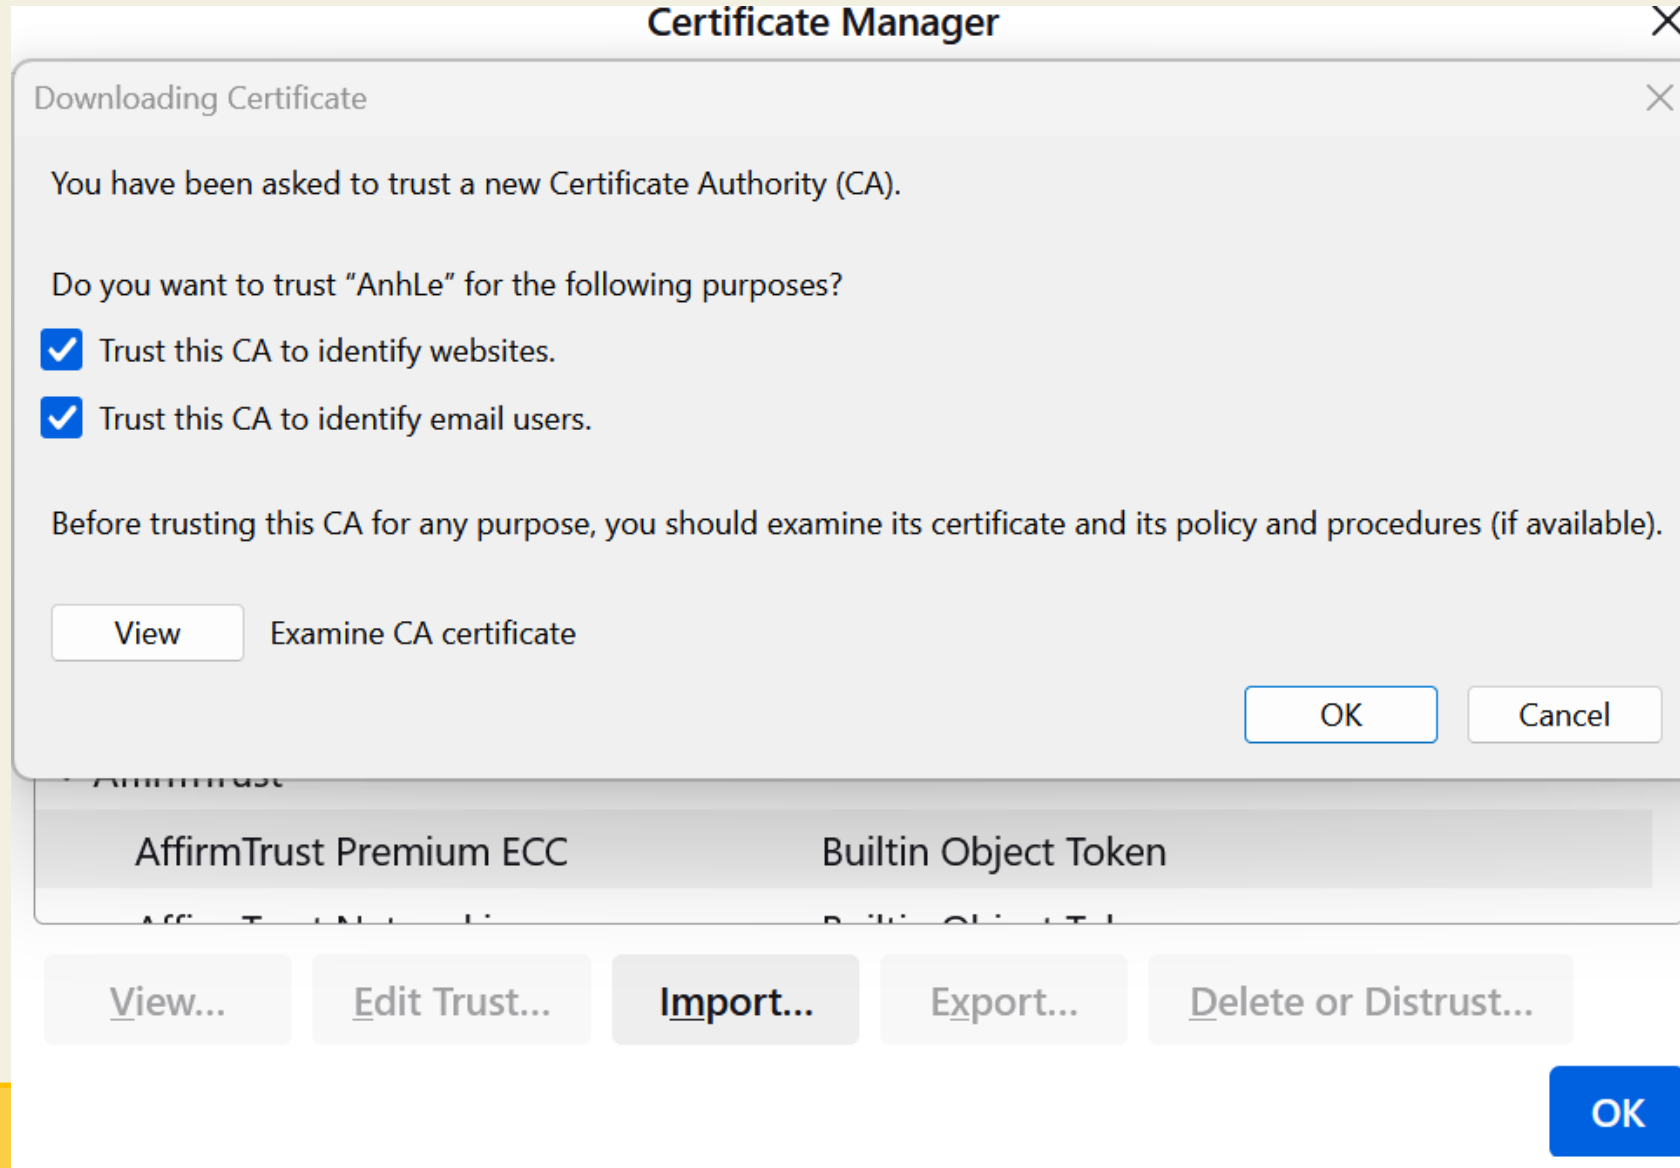 Certificate Manager
Downloading Certificate
You have been asked to trust a new Certificate Authority (CA).
Do you want to trust “AnhLe” for the following purposes?
Trust this CA to identify websites.
Trust this CA to identify email users.
Before trusting this CA for any purpose, you should examine its certificate and its policy and procedures (if available).
View Examine CA certificate
OK Cancel
AffirmTrust
AffirmTrust Premium ECC Builtin Object Token
View... Edit Trust... Import... Export... Delete or Distrust...
OK